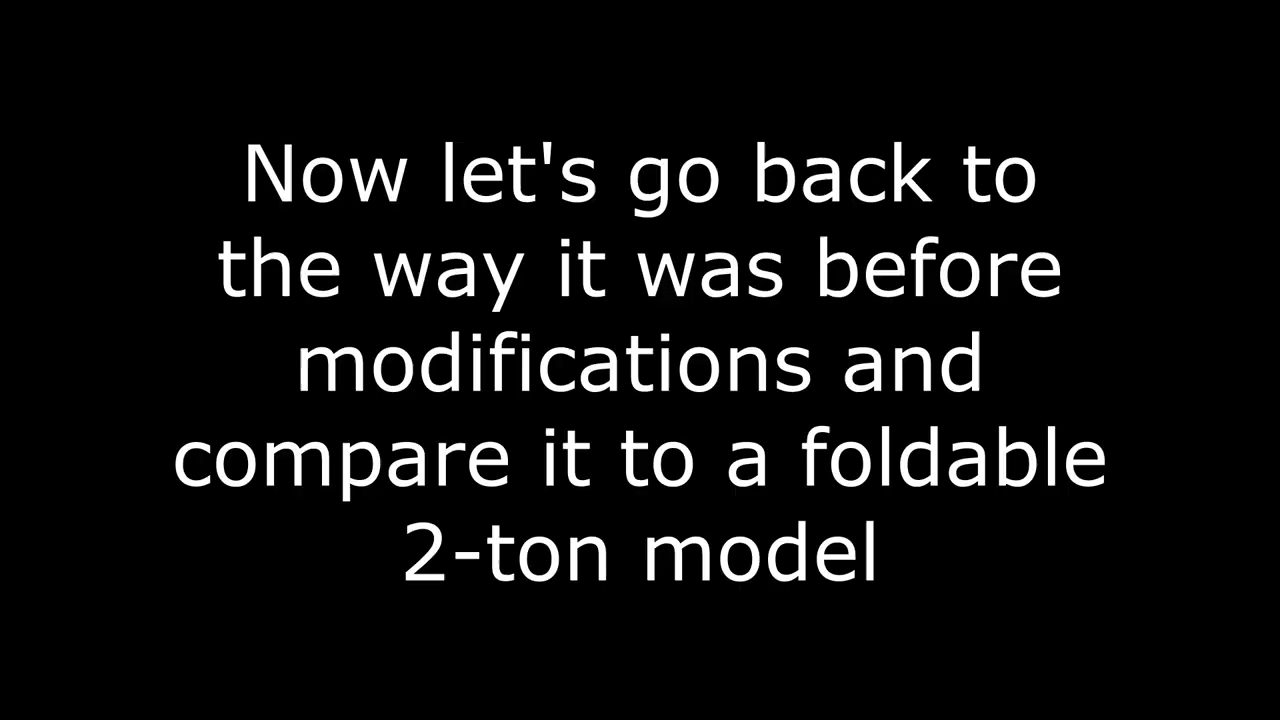 Now let's go back to
the way it was before
modifications and
compare it to a foldable
2-ton model